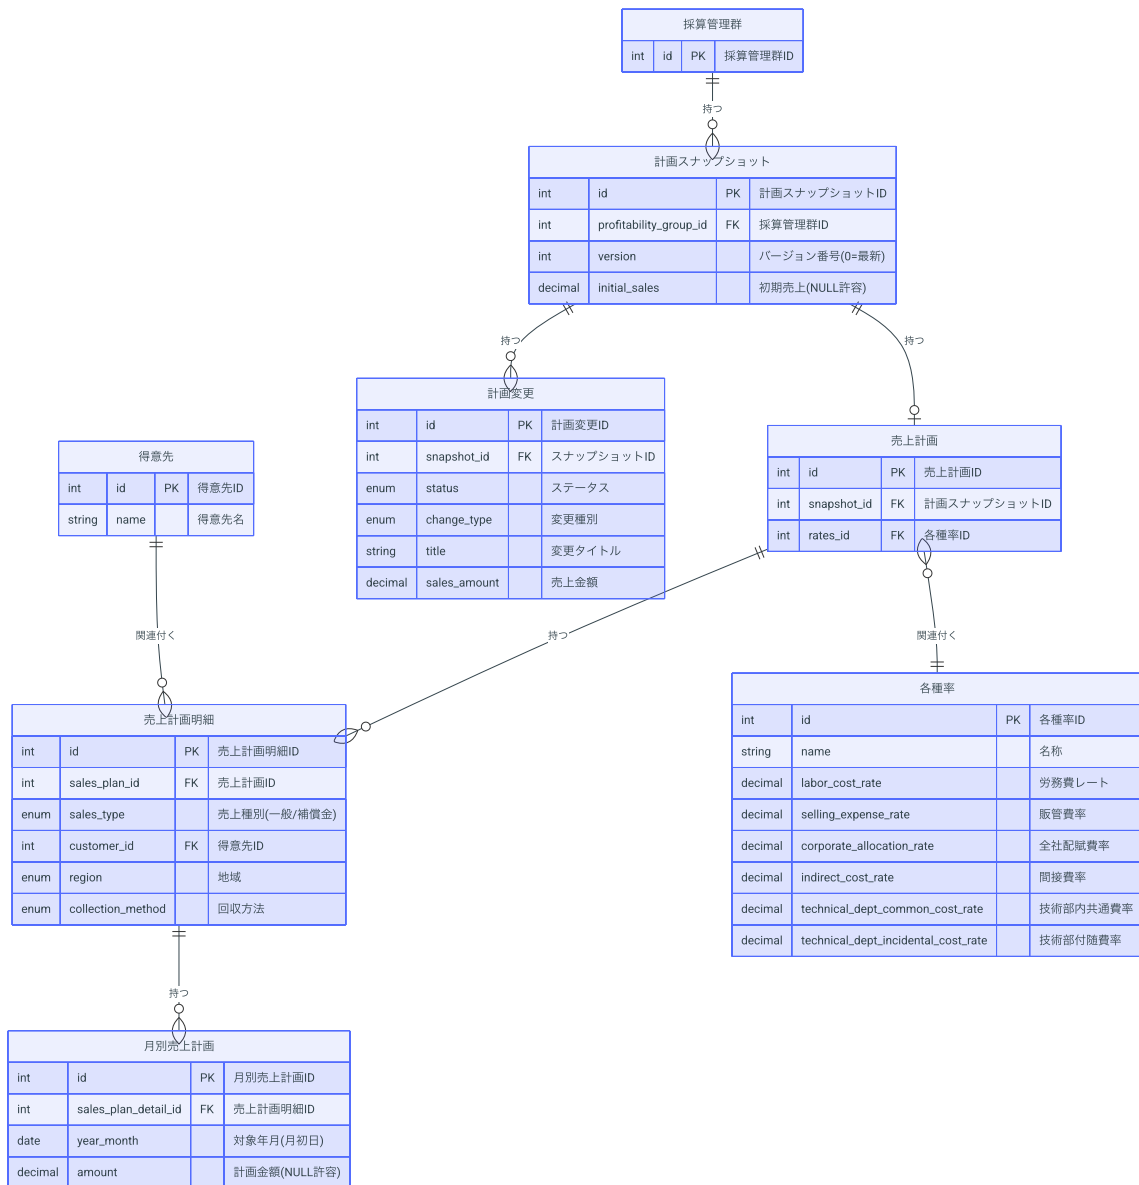 採算管理群
int id PK 採算管理群ID
持つ
計画スナップショット
int id PK 計画スナップショットID
int profitability_group_id FK 採算管理群ID
int version バージョン番号(0=最新)
decimal initial_sales 初期売上(NULL許容)
持つ
持つ
計画変更
int id PK 計画変更ID
int snapshot_id FK スナップショットID
enum status ステータス
enum change_type 変更種別
string title 変更タイトル
decimal sales_amount 売上金額
売上計画
int id PK 売上計画ID
int snapshot_id FK 計画スナップショットID
int rates_id FK 各種率ID
得意先
int id PK 得意先ID
string name 得意先名
関連付く
持つ
関連付く
売上計画明細
int id PK 売上計画明細ID
int sales_plan_id FK 売上計画ID
enum sales_type 売上種別(一般/補償金)
int customer_id FK 得意先ID
enum region 地域
enum collection_method 回収方法
各種率
int id PK 各種率ID
string name 名称
decimal labor_cost_rate 労務費レート
decimal selling_expense_rate 販管費率
decimal corporate_allocation_rate 全社配賦費率
decimal indirect_cost_rate 間接費率
decimal technical_dept_common_cost_rate 技術部内共通費率
decimal technical_dept_incidental_cost_rate 技術部付随費率
持つ
月別売上計画
int id PK 月別売上計画ID
int sales_plan_detail_id FK 売上計画明細ID
date year_month 対象年月(月初日)
decimal amount 計画金額(NULL許容)